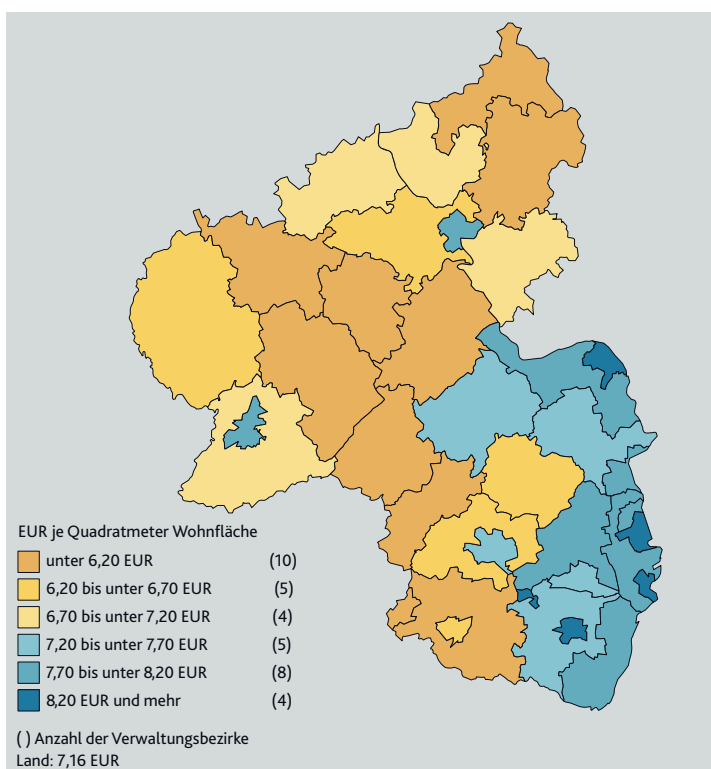 EUR je Quadratmeter Wohnfläche
unter 6,20 EUR (10)
6,20 bis unter 6,70 EUR (5)
6,70 bis unter 7,20 EUR (4)
7,20 bis unter 7,70 EUR (5)
7,70 bis unter 8,20 EUR (8)
8,20 EUR und mehr (4)
( ) Anzahl der Verwaltungsbezirke
Land: 7,16 EUR